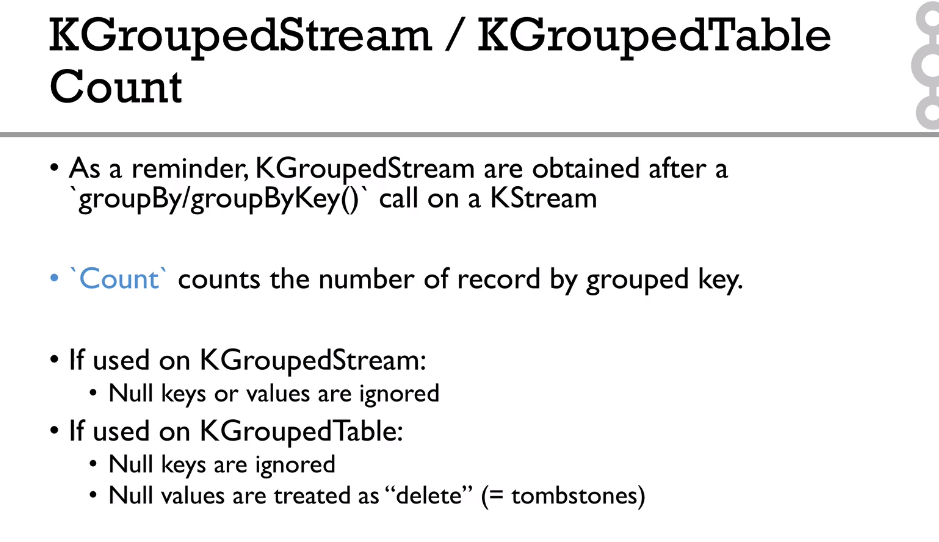 KGroupedStream / KGroupedTable
Count
• As a reminder, KGroupedStream are obtained after a
`groupBy/groupByKey()` call on a KStream
• `Count` counts the number of record by grouped key.
• If used on KGroupedStream:
• Null keys or values are ignored
• If used on KGroupedTable:
• Null keys are ignored
• Null values are treated as “delete” (= tombstones)